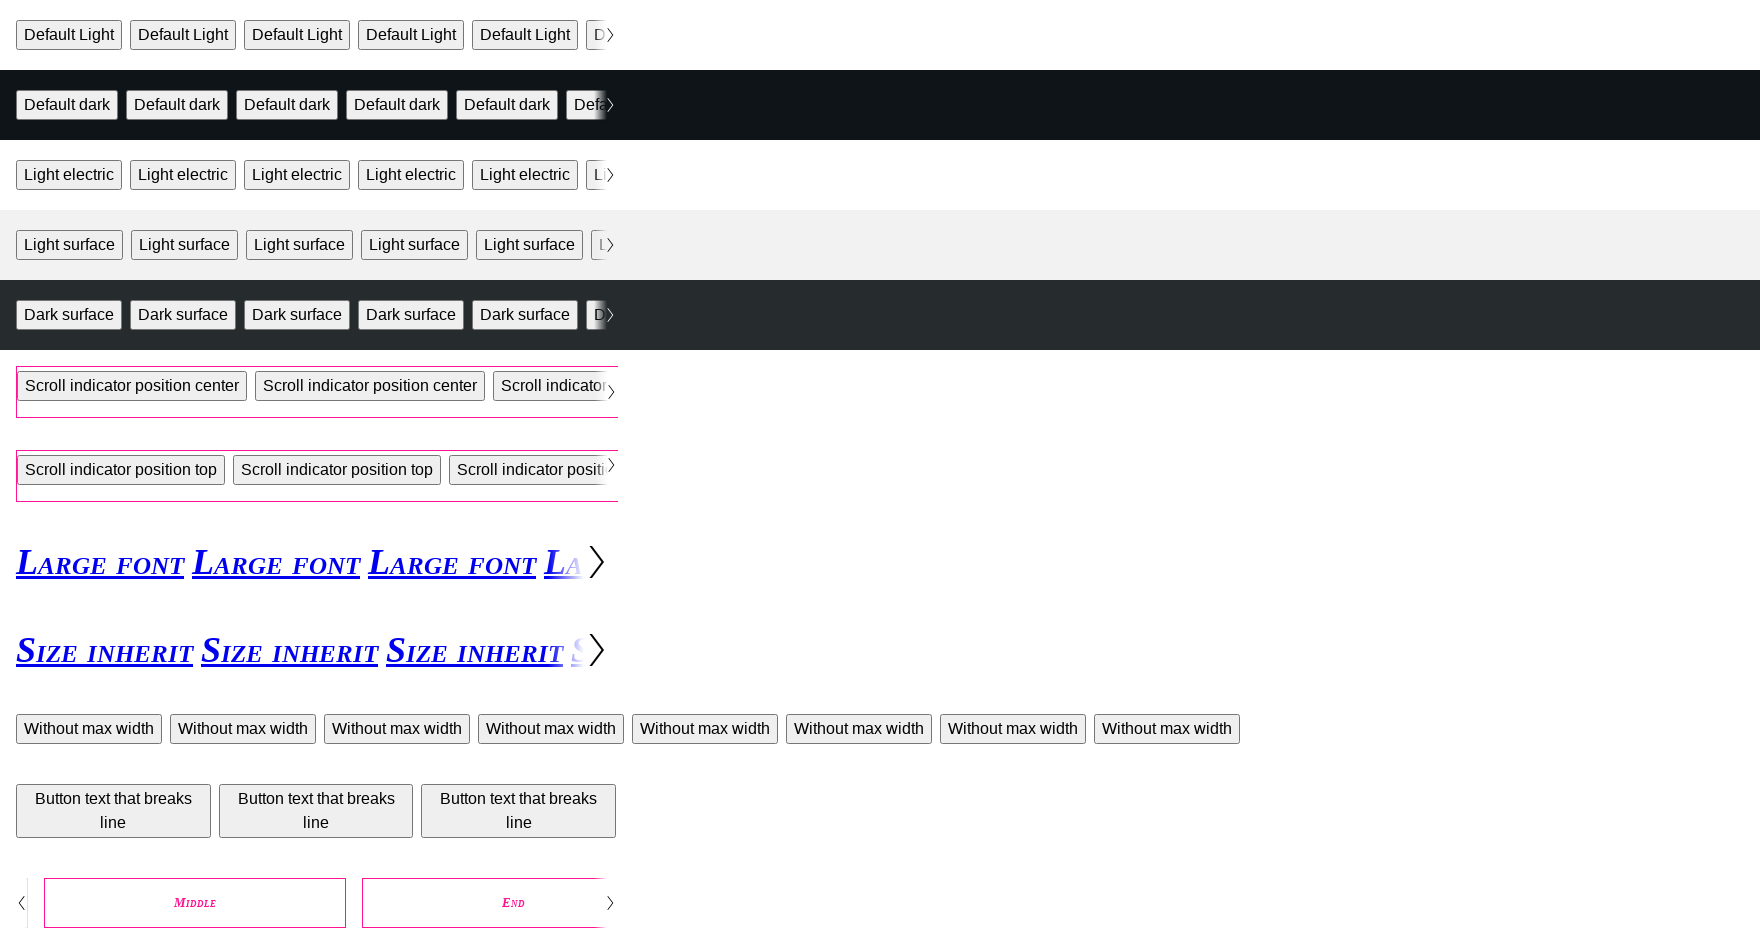 Default Light Default Light Default Light Default Light Default Light D
Default dark Default dark Default dark Default dark Default dark Defa
Light electric Light electric Light electric Light electric Light electric Li
Light surface Light surface Light surface Light surface Light surface L
Dark surface Dark surface Dark surface Dark surface Dark surface D
Scroll indicator position center Scroll indicator position center Scroll indicator
Scroll indicator position top Scroll indicator position top Scroll indicator positi
Large font Large font Large font La
Size inherit Size inherit Size inherit S
Without max width Without max width Without max width Without max width Without max width Without max width Without max width Without max width
Button text that breaks Button text that breaks Button text that breaks
line line line
Middle End